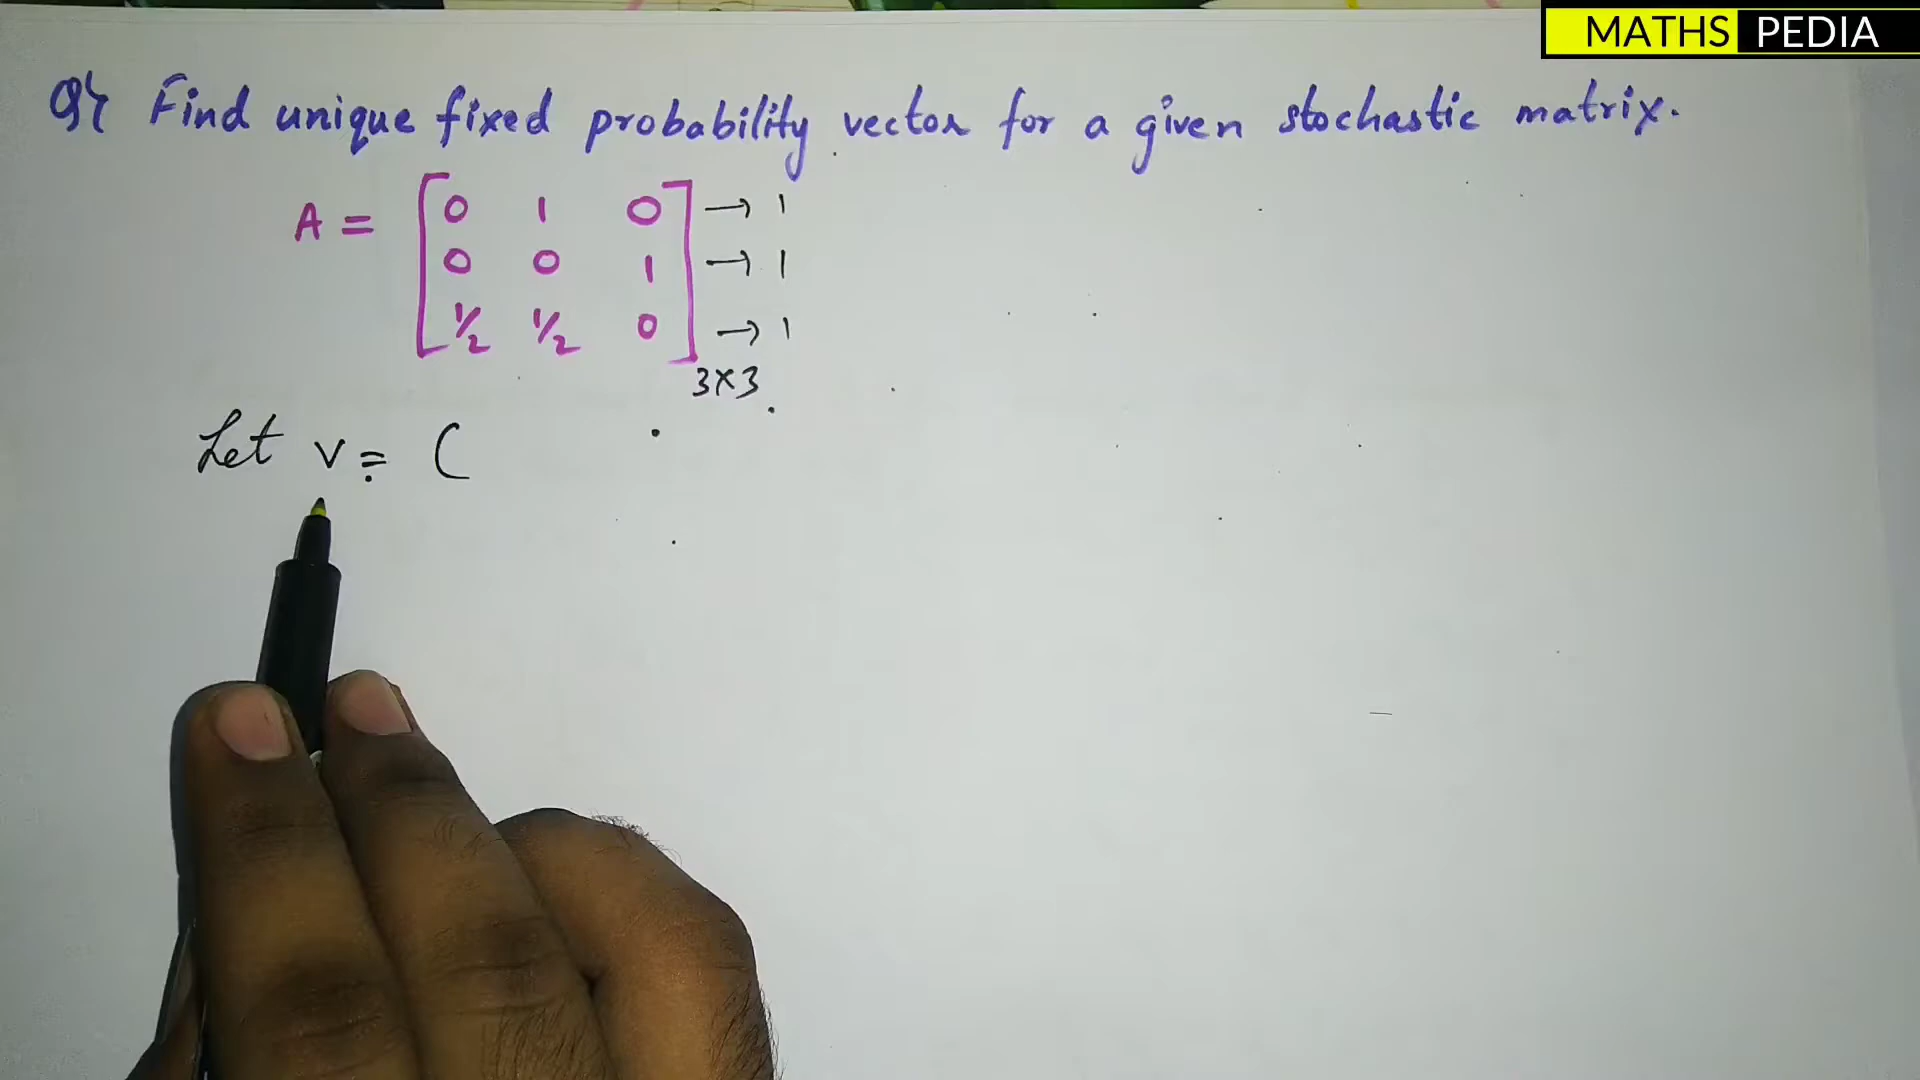 MATHS PEDIA
Q1 Find unique fixed probability vector for a given stochastic matrix.
A = [ 0 1 0 ] → 1
0 0 1 → 1
1/2 1/2 0 → 1
3×3
Let v = (